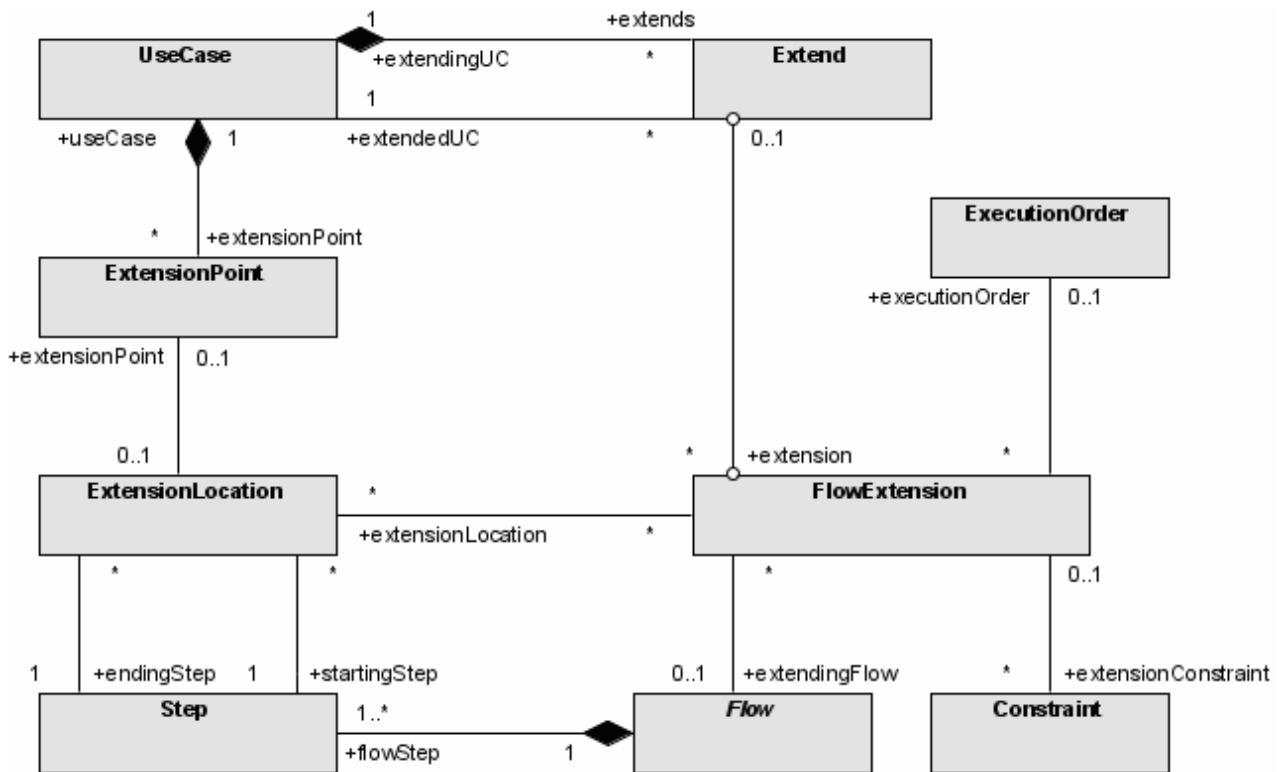 1 +extends
UseCase Extend
+extendingUC *
1
+useCase 1 +extendedUC * 0..1
ExecutionOrder
* +extensionPoint
ExtensionPoint
+executionOrder 0..1
+extensionPoint 0..1
0..1 * +extension *
ExtensionLocation * FlowExtension
+extensionLocation *
* * * 0..1
1 +endingStep 1 +startingStep 0..1 +extendingFlow * +extensionConstraint
Step 1..* Flow Constraint
+flowStep 1